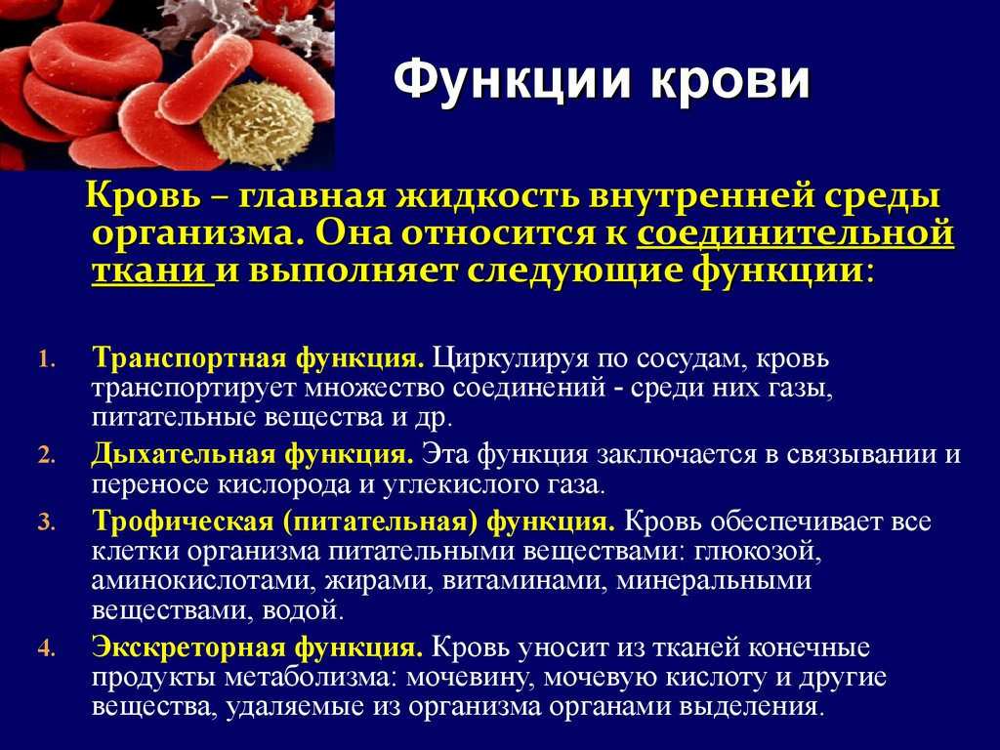 Функции крови
Кровь – главная жидкость внутренней среды
организма. Она относится к соединительной
ткани и выполняет следующие функции:
1. Транспортная функция. Циркулируя по сосудам, кровь
транспортирует множество соединений - среди них газы,
питательные вещества и др.
2. Дыхательная функция. Эта функция заключается в связывании и
переносе кислорода и углекислого газа.
3. Трофическая (питательная) функция. Кровь обеспечивает все
клетки организма питательными веществами: глюкозой,
аминокислотами, жирами, витаминами, минеральными
веществами, водой.
4. Экскреторная функция. Кровь уносит из тканей конечные
продукты метаболизма: мочевину, мочевую кислоту и другие
вещества, удаляемые из организма органами выделения.